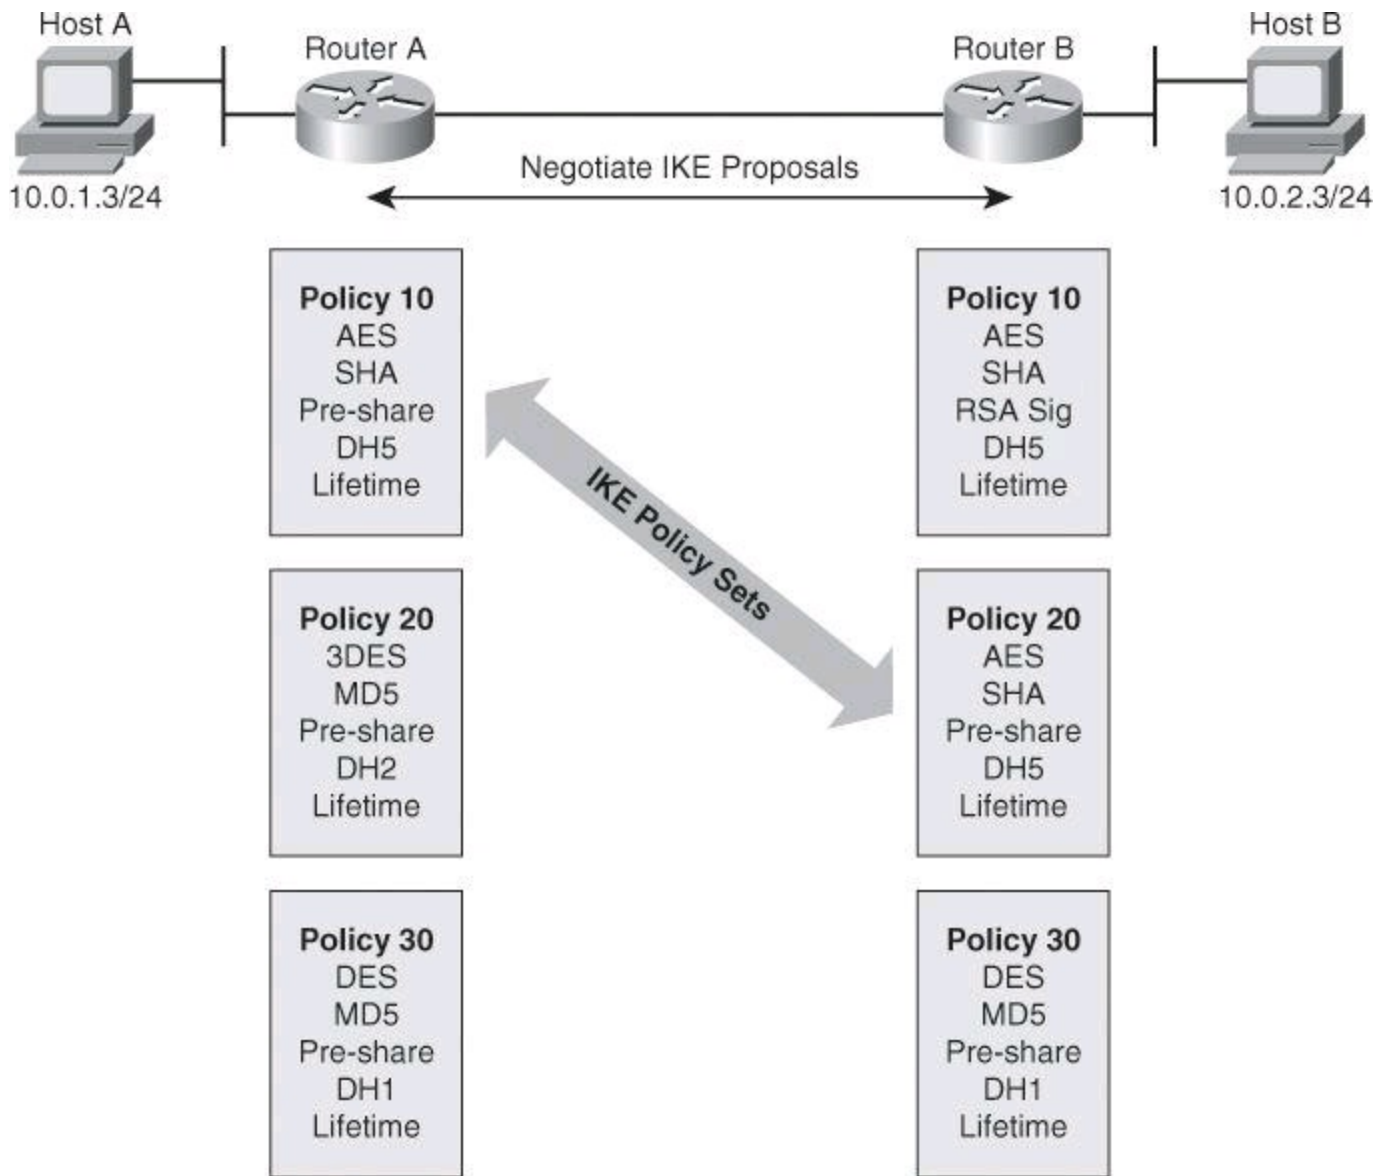 Host A
Host B
Router A
Router B
Negotiate IKE Proposals
10.0.1.3/24
10.0.2.3/24
Policy 10
AES
SHA
Pre-share
DH5
Lifetime
Policy 10
AES
SHA
RSA Sig
DH5
Lifetime
IKE Policy Sets
Policy 20
3DES
MD5
Pre-share
DH2
Lifetime
Policy 20
AES
SHA
Pre-share
DH5
Lifetime
Policy 30
DES
MD5
Pre-share
DH1
Lifetime
Policy 30
DES
MD5
Pre-share
DH1
Lifetime